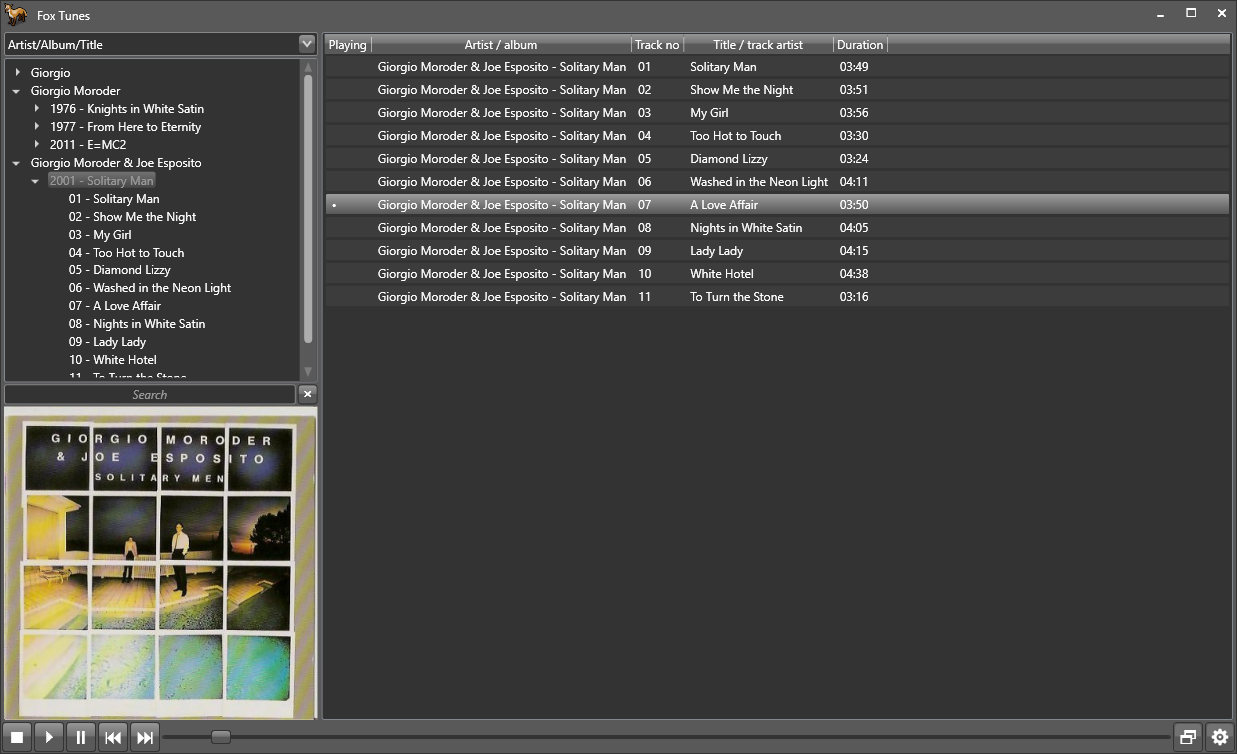 Fox Tunes
Artist/Album/Title
Giorgio
Giorgio Moroder
1976 - Knights in White Satin
1977 - From Here to Eternity
2011 - E=MC2
Giorgio Moroder & Joe Esposito
2001 - Solitary Man
01 - Solitary Man
02 - Show Me the Night
03 - My Girl
04 - Too Hot to Touch
05 - Diamond Lizzy
06 - Washed in the Neon Light
07 - A Love Affair
08 - Nights in White Satin
09 - Lady Lady
10 - White Hotel
11 - To Turn the Stone
Search
GIORGIO MORODER
& JOE ESPOSITO
SOLITARY MEN
Playing Artist / album Track no Title / track artist Duration
Giorgio Moroder & Joe Esposito - Solitary Man 01 Solitary Man 03:49
Giorgio Moroder & Joe Esposito - Solitary Man 02 Show Me the Night 03:51
Giorgio Moroder & Joe Esposito - Solitary Man 03 My Girl 03:56
Giorgio Moroder & Joe Esposito - Solitary Man 04 Too Hot to Touch 03:30
Giorgio Moroder & Joe Esposito - Solitary Man 05 Diamond Lizzy 03:24
Giorgio Moroder & Joe Esposito - Solitary Man 06 Washed in the Neon Light 04:11
• Giorgio Moroder & Joe Esposito - Solitary Man 07 A Love Affair 03:50
Giorgio Moroder & Joe Esposito - Solitary Man 08 Nights in White Satin 04:05
Giorgio Moroder & Joe Esposito - Solitary Man 09 Lady Lady 04:15
Giorgio Moroder & Joe Esposito - Solitary Man 10 White Hotel 04:38
Giorgio Moroder & Joe Esposito - Solitary Man 11 To Turn the Stone 03:16